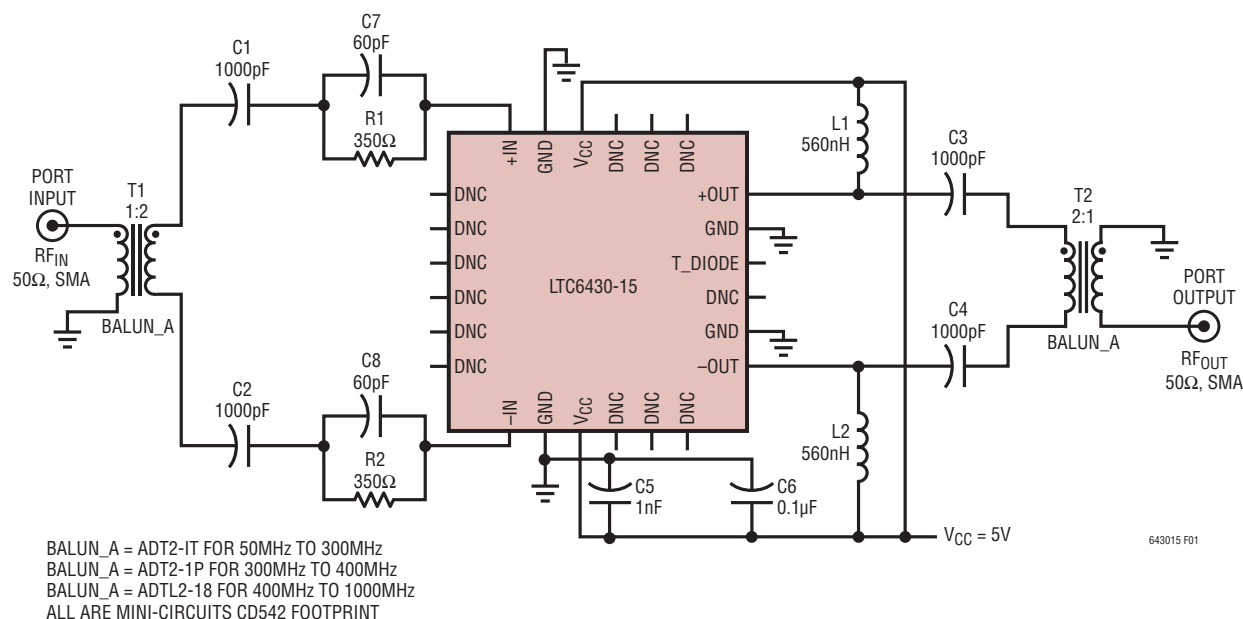 C7
60pF
C1
1000pF
R1
350Ω
L1
560nH
C3
1000pF
+IN
GND
VCC
DNC
DNC
DNC
PORT
INPUT
T1
1:2
RFIN
50Ω, SMA
BALUN_A
DNC
DNC
DNC
DNC
DNC
DNC
LTC6430-15
+OUT
GND
T_DIODE
DNC
GND
–OUT
T2
2:1
PORT
OUTPUT
BALUN_A
RFOUT
50Ω, SMA
C4
1000pF
C8
60pF
C2
1000pF
R2
350Ω
–IN
GND
VCC
DNC
DNC
DNC
L2
560nH
C5
1nF
C6
0.1µF
VCC = 5V
643015 F01
BALUN_A = ADT2-IT FOR 50MHz TO 300MHz
BALUN_A = ADT2-1P FOR 300MHz TO 400MHz
BALUN_A = ADTL2-18 FOR 400MHz TO 1000MHz
ALL ARE MINI-CIRCUITS CD542 FOOTPRINT